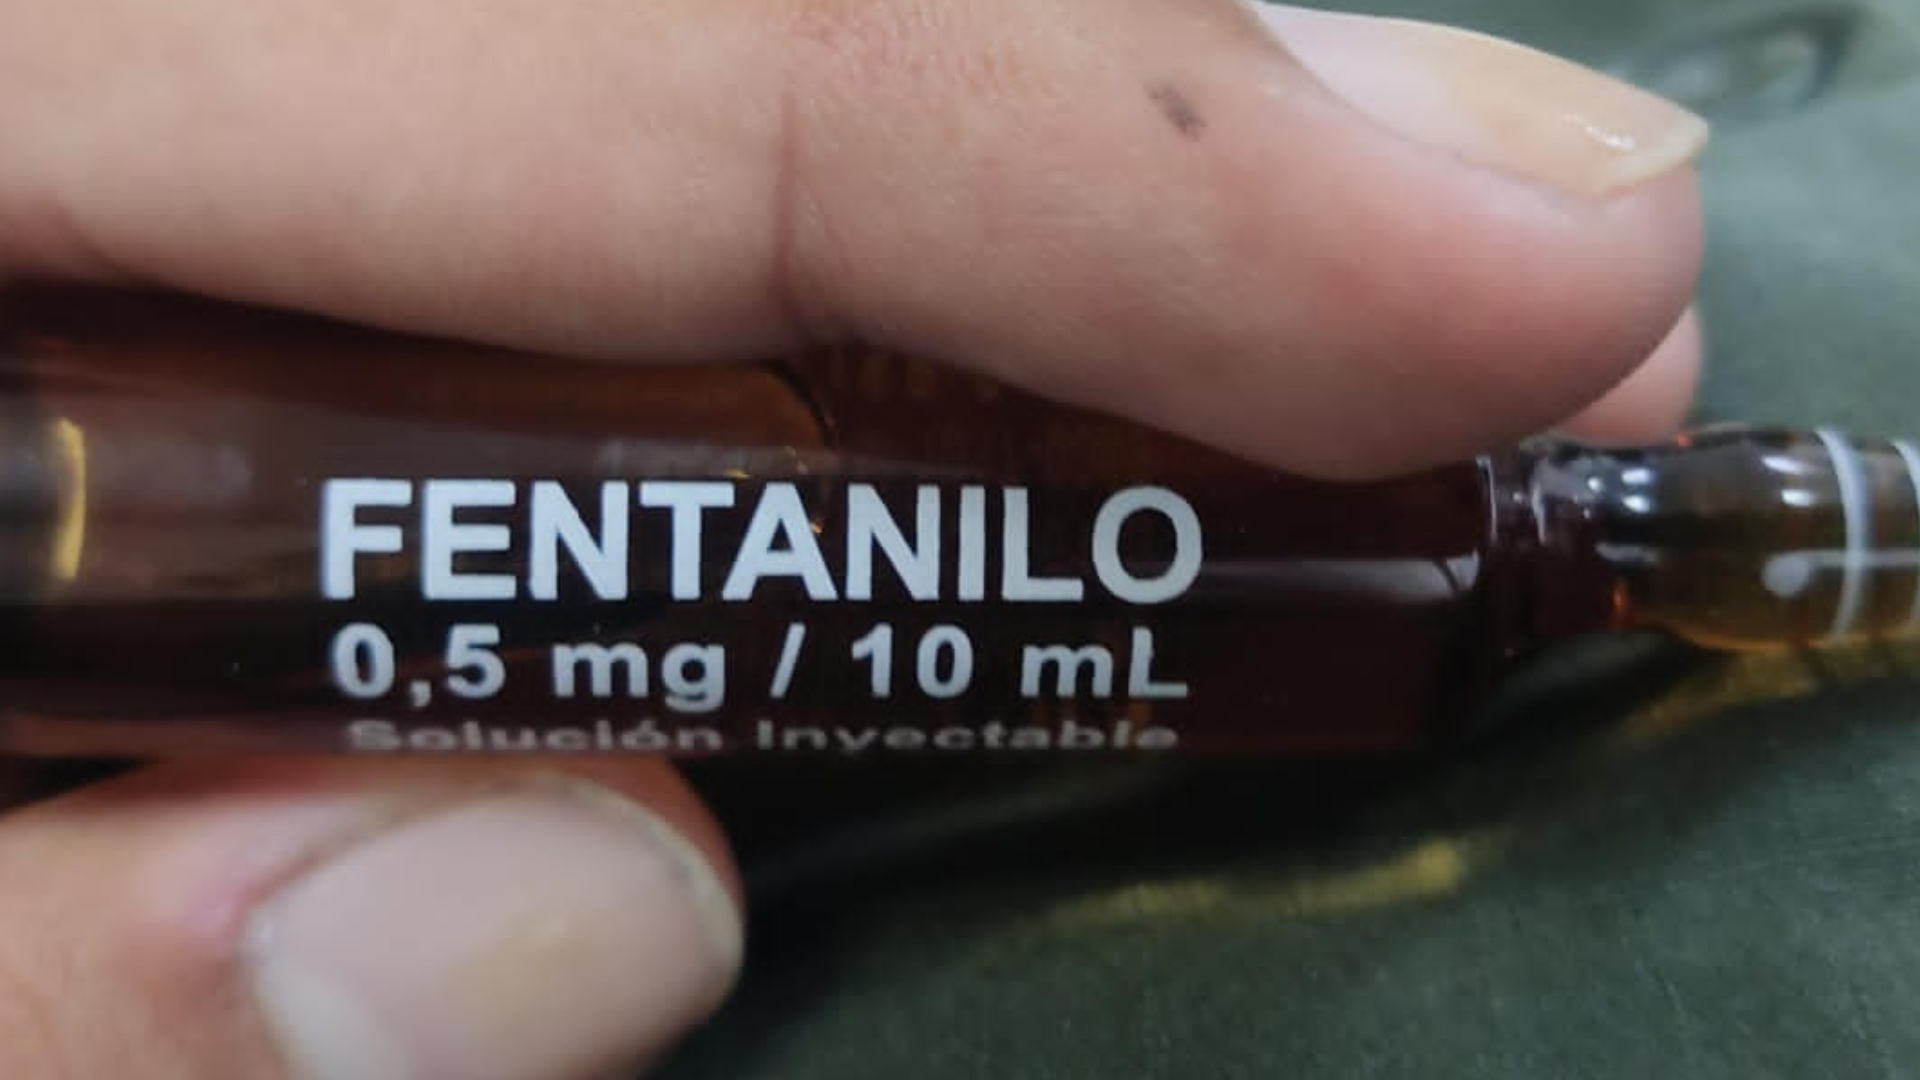 FENTANILO
0,5 mg / 10 mL
Solución Inyectable